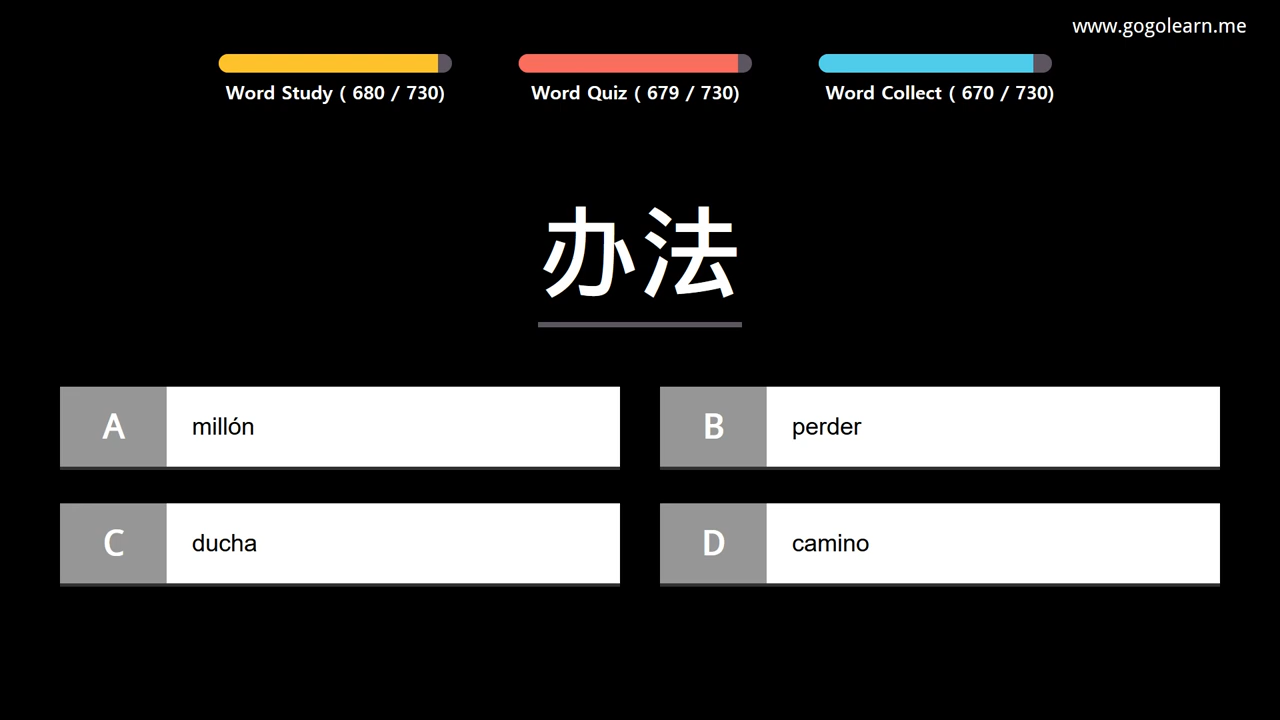 www.gogolearn.me
Word Study ( 680 / 730)
Word Quiz ( 679 / 730)
Word Collect ( 670 / 730)
办法
A millón
B perder
C ducha
D camino